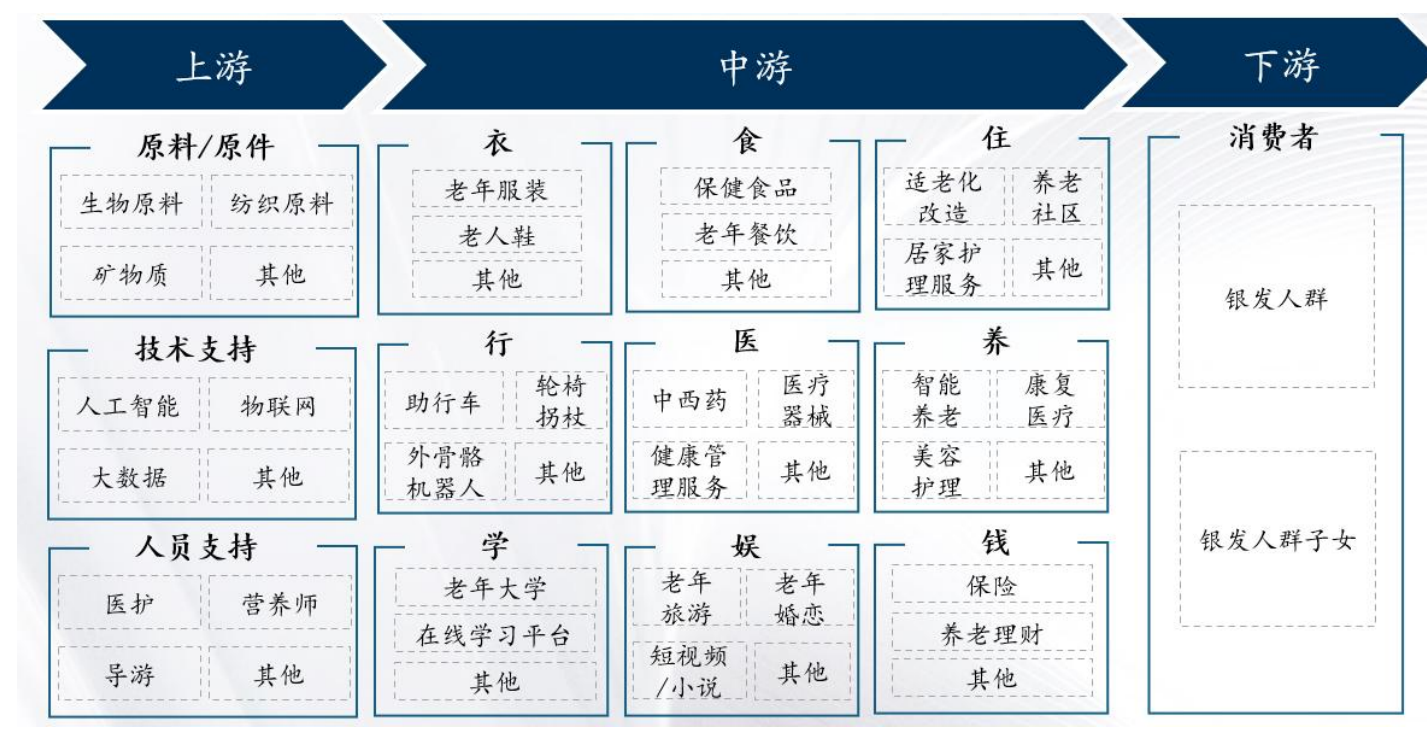 上游
中游
下游
原料/原件
生物原料
纺织原料
矿物质
其他
技术支持
人工智能
物联网
大数据
其他
人员支持
医护
营养师
导游
其他
衣
老年服装
老人鞋
其他
食
保健食品
老年餐饮
其他
住
适老化
改造
养老
社区
居家护
理服务
其他
行
助行车
轮椅
拐杖
外骨骼
机器人
其他
医
中西药
医疗
器械
健康管
理服务
其他
养
智能
养老
康复
医疗
美容
护理
其他
学
老年大学
在线学习平台
其他
娱
老年
旅游
老年
婚恋
短视频
/小说
其他
钱
保险
养老理财
其他
消费者
银发人群
银发人群子女